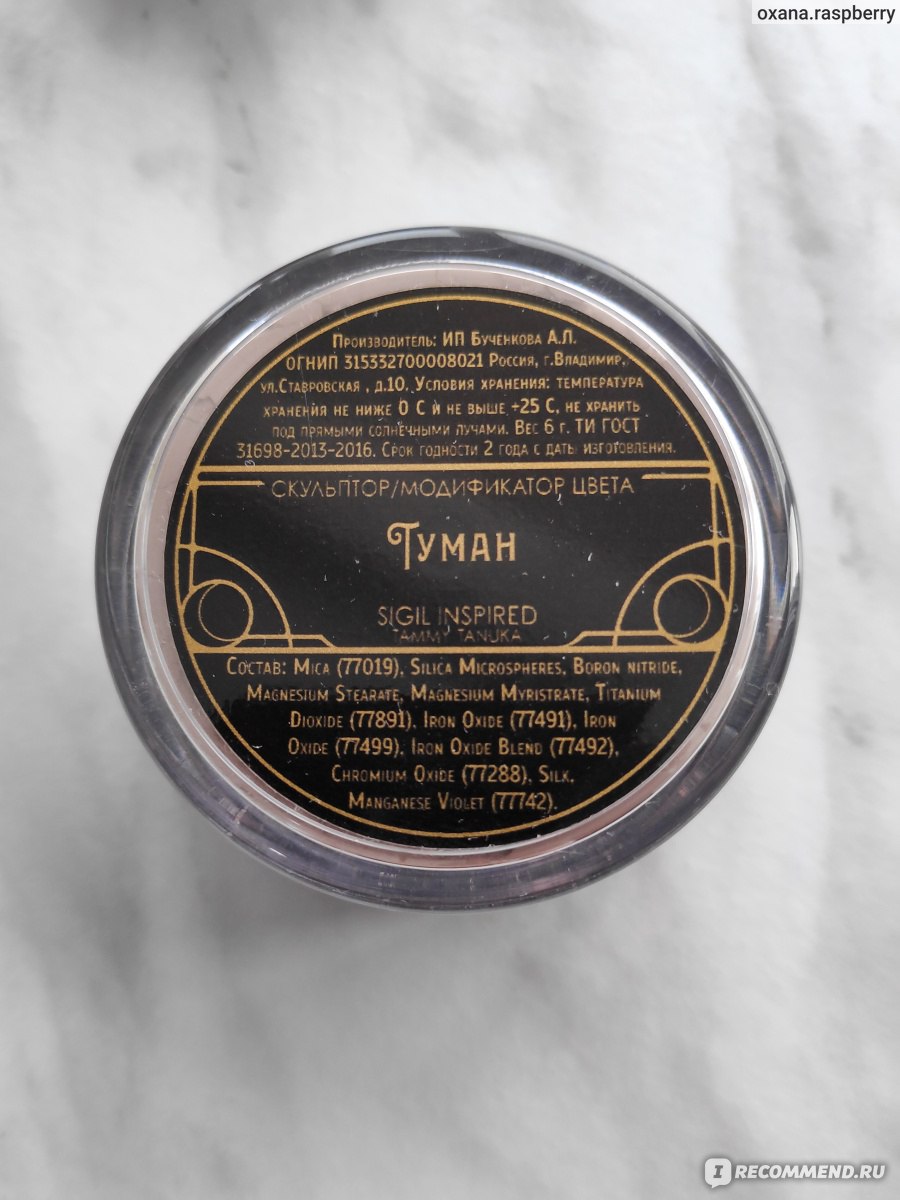 oxana.raspberry
Производитель: ИП Бученкова А.Л.
ОГНИП 315332700008021 Россия, г.Владимир,
ул.Ставровская , д.10. Условия хранения: температура
хранения не ниже 0 С и не выше +25 С, не хранить
под прямыми солнечными лучами. Вес 6 г. ТИ ГОСТ
31698-2013-2016. Срок годности 2 года с даты изготовления.
СКУЛЬПТОР/МОДИФИКАТОР ЦВЕТА
Туман
SIGIL INSPIRED
TAMMY TANUKA
Состав: Mica (77019), Silica Microspheres, Boron nitride,
Magnesium Stearate, Magnesium Myristrate, Titanium
Dioxide (77891), Iron Oxide (77491), Iron
Oxide (77499), Iron Oxide Blend (77492),
Chromium Oxide (77288), Silk,
Manganese Violet (77742).
IRECOMMEND.RU